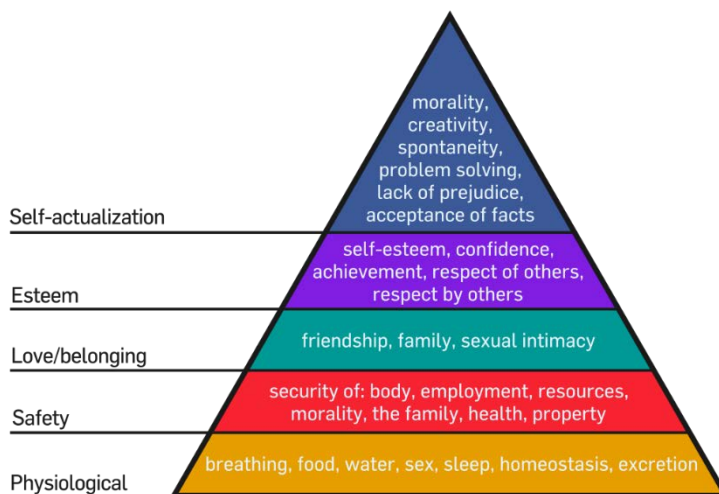 morality,
creativity,
spontaneity,
problem solving,
lack of prejudice,
acceptance of facts
Self-actualization
self-esteem, confidence,
achievement, respect of others,
respect by others
Esteem
friendship, family, sexual intimacy
Love/belonging
security of: body, employment, resources,
morality, the family, health, property
Safety
breathing, food, water, sex, sleep, homeostasis, excretion
Physiological